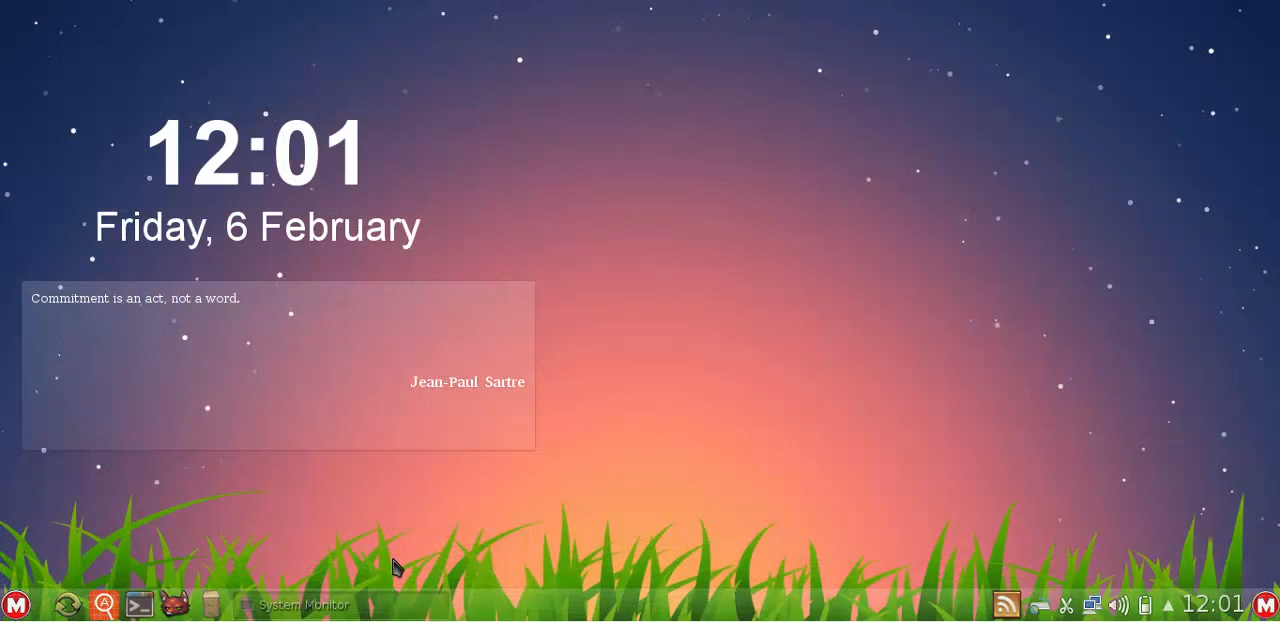 12:01
Friday, 6 February
Commitment is an act, not a word.
Jean-Paul Sartre
M
A
System Monitor
12:01
M